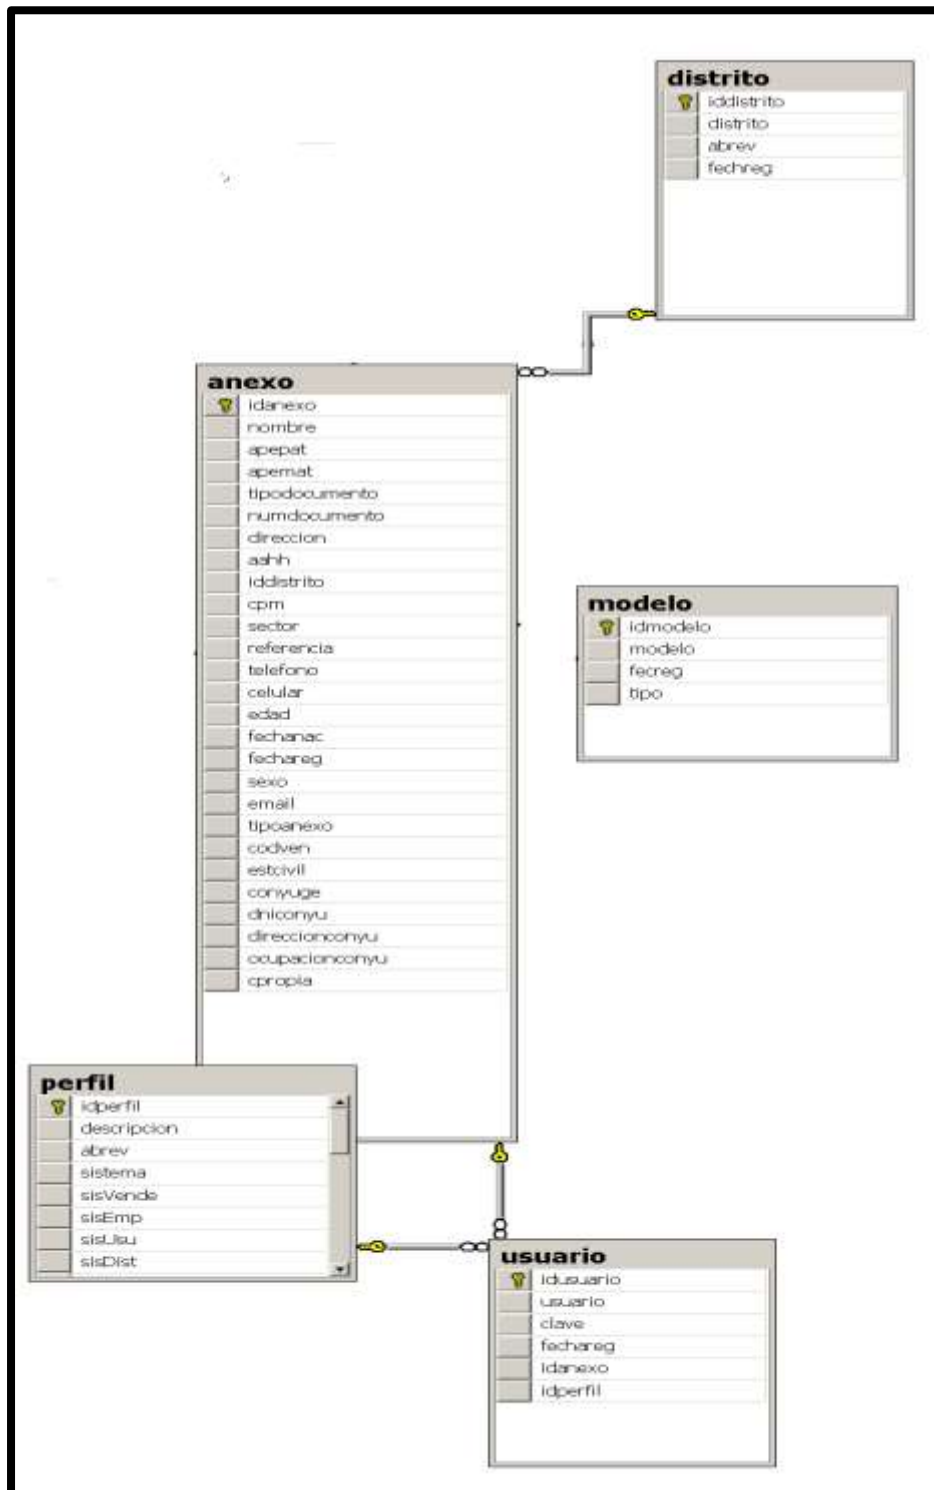 distrito
iddistrito
distrito
abrev
fechreg
anexo
idanexo
nombre
apepat
apemat
tipodocumento
numdocumento
direccion
aahh
iddistrito
cpm
sector
referencia
telefono
celular
edad
fechanac
fechareg
sexo
email
tipoanexo
codven
estcivil
conyuge
dniconyu
direccionconyu
ocupacionconyu
cpropia
modelo
idmodelo
modelo
fecreg
tipo
perfil
idperfil
descripcion
abrev
sistema
sisVende
sisEmp
sisUsu
sisDist
usuario
idusuario
usuario
clave
fechareg
idanexo
idperfil